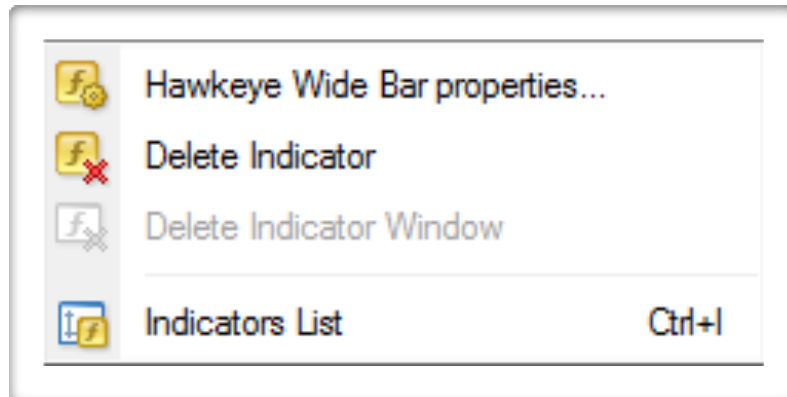 Hawkeye Wide Bar properties...
Delete Indicator
Delete Indicator Window
Indicators List Ctrl+I